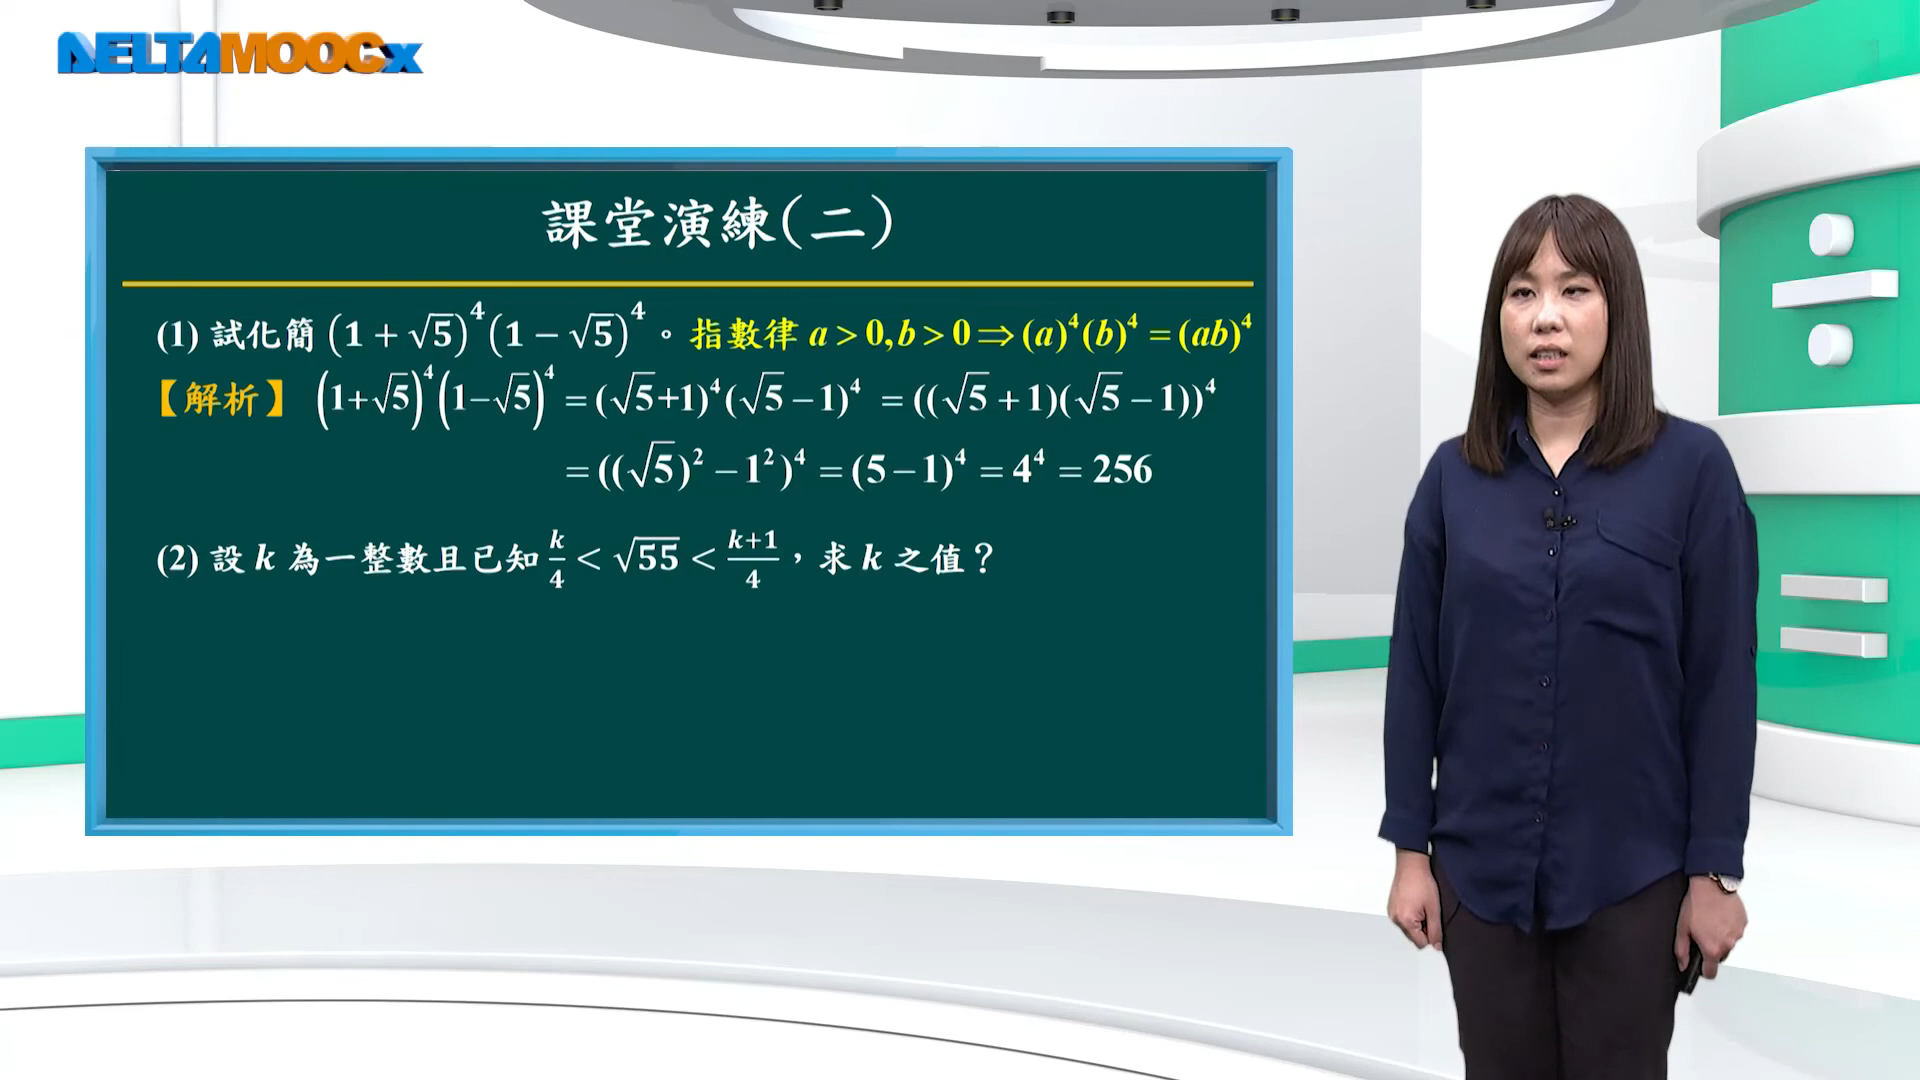 DELTAMOOCx
課堂演練(二)
(1) 試化簡 (1 + √5)⁴(1 − √5)⁴。 指數律 a > 0, b > 0 ⇒ (a)⁴(b)⁴ = (ab)⁴
【解析】 (1+√5)⁴(1−√5)⁴ = (√5+1)⁴(√5 − 1)⁴ = ((√5 + 1)(√5 − 1))⁴
= ((√5)² − 1²)⁴ = (5 − 1)⁴ = 4⁴ = 256
(2) 設 k 為一整數且已知 k/4 < √55 < (k+1)/4，求 k 之值？